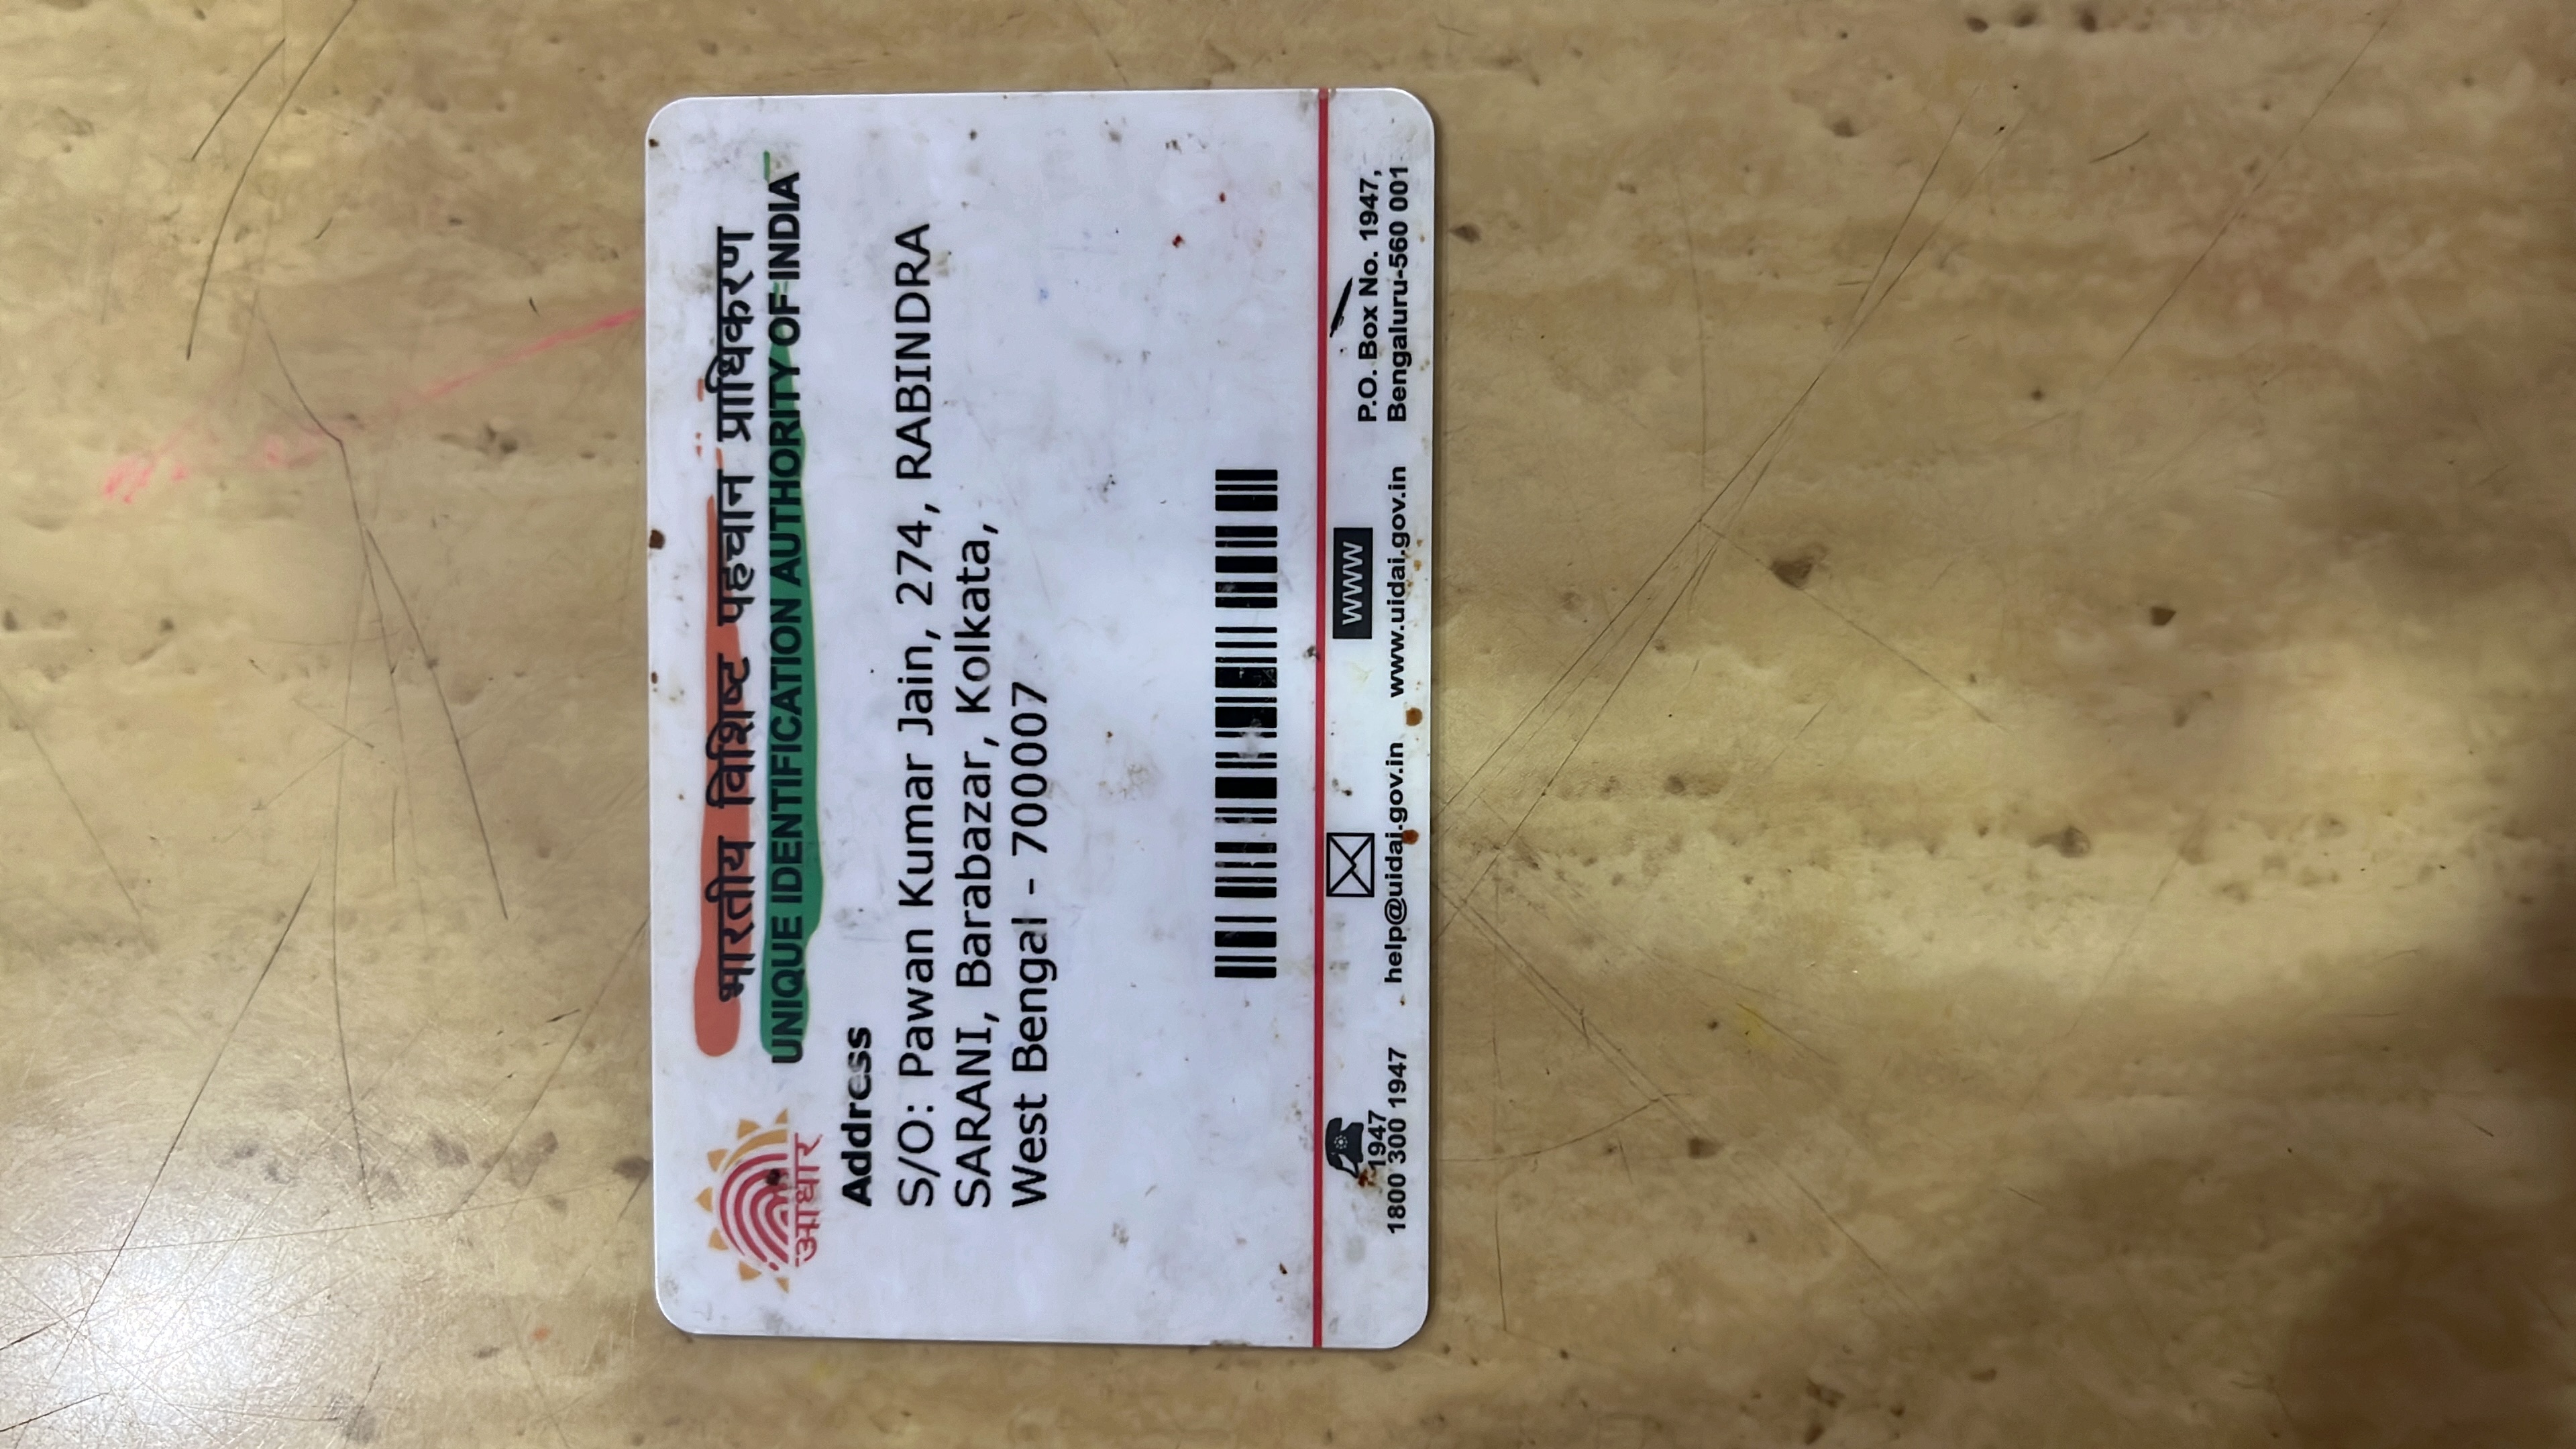 भारतीय विशिष्ट पहचान प्राधिकरण
UNIQUE IDENTIFICATION AUTHORITY OF INDIA
आधार
Address
S/O: Pawan Kumar Jain, 274, RABINDRA
SARANI, Barabazar, Kolkata,
West Bengal - 700007
1947
1800 300 1947
help@uidai.gov.in
WWW
www.uidai.gov.in
P.O. Box No. 1947,
Bengaluru-560 001